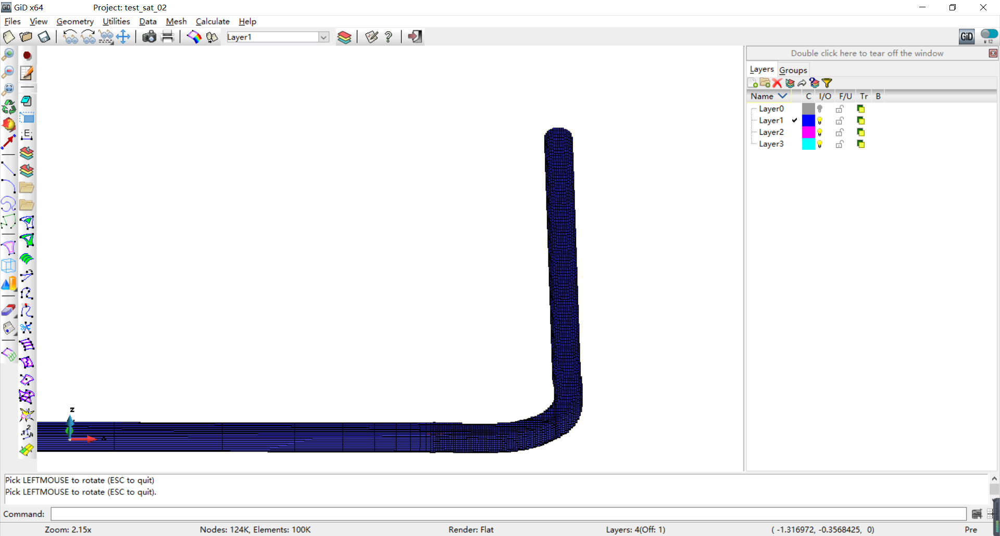 GiD x64 Project: test_sat_02
Files View Geometry Utilities Data Mesh Calculate Help
Layer1
GiD
v 12
Double click here to tear off the window
Layers Groups
Name C I/O F/U Tr B
Layer0
Layer1
Layer2
Layer3
E
z
Pick LEFTMOUSE to rotate (ESC to quit)
Pick LEFTMOUSE to rotate (ESC to quit).
Command:
Zoom: 2.15x Nodes: 124K, Elements: 100K Render: Flat Layers: 4(Off: 1) ( -1.316972, -0.3568425, 0) Pre